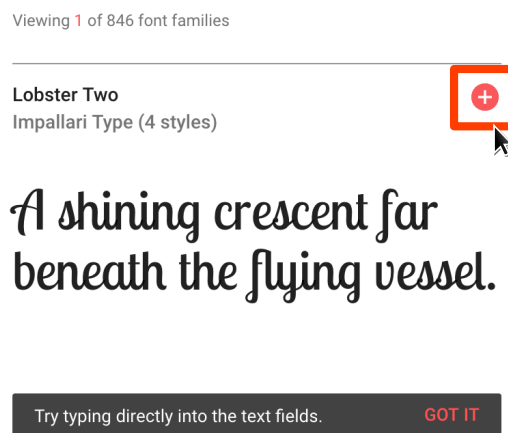 Viewing 1 of 846 font families
Lobster Two
Impallari Type (4 styles)
A shining crescent far
beneath the flying vessel.
Try typing directly into the text fields. GOT IT